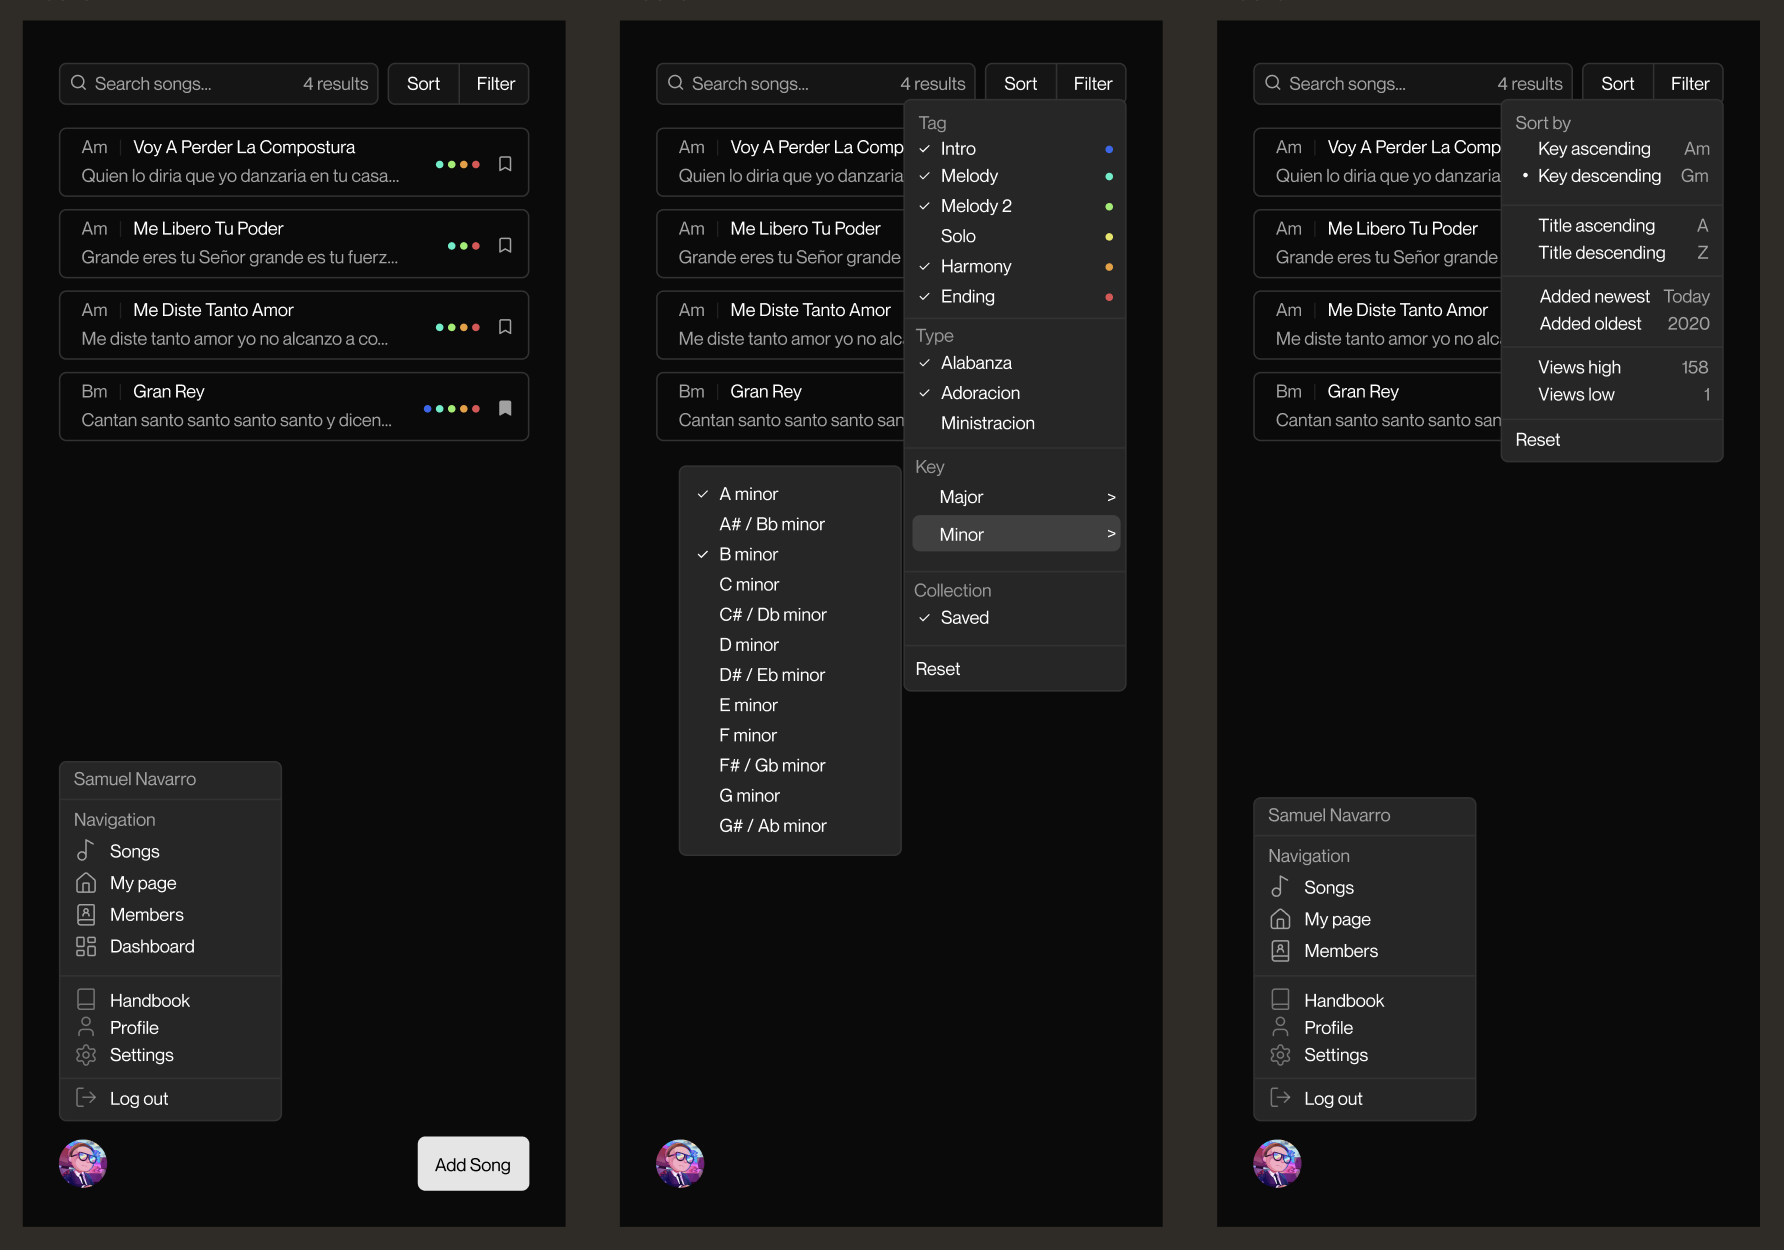 Search songs... 4 results Sort Filter
Am Voy A Perder La Compostura
Quien lo diria que yo danzaria en tu casa...
Am Me Libero Tu Poder
Grande eres tu Señor grande es tu fuerz...
Am Me Diste Tanto Amor
Me diste tanto amor yo no alcanzo a co...
Bm Gran Rey
Cantan santo santo santo santo y dicen...
Samuel Navarro
Navigation
Songs
My page
Members
Dashboard
Handbook
Profile
Settings
Log out
Add Song
Search songs... 4 results Sort Filter
Am Voy A Perder La Comp
Quien lo diria que yo danzaria
Am Me Libero Tu Poder
Grande eres tu Señor grande
Am Me Diste Tanto Amor
Me diste tanto amor yo no alc
Bm Gran Rey
Cantan santo santo santo san
Tag
Intro
Melody
Melody 2
Solo
Harmony
Ending
Type
Alabanza
Adoracion
Ministracion
Key
Major >
Minor >
Collection
Saved
Reset
A minor
A# / Bb minor
B minor
C minor
C# / Db minor
D minor
D# / Eb minor
E minor
F minor
F# / Gb minor
G minor
G# / Ab minor
Search songs... 4 results Sort Filter
Am Voy A Perder La Comp
Quien lo diria que yo danzaria
Am Me Libero Tu Poder
Grande eres tu Señor grande
Am Me Diste Tanto Amor
Me diste tanto amor yo no alc
Bm Gran Rey
Cantan santo santo santo san
Sort by
Key ascending Am
• Key descending Gm
Title ascending A
Title descending Z
Added newest Today
Added oldest 2020
Views high 158
Views low 1
Reset
Samuel Navarro
Navigation
Songs
My page
Members
Handbook
Profile
Settings
Log out